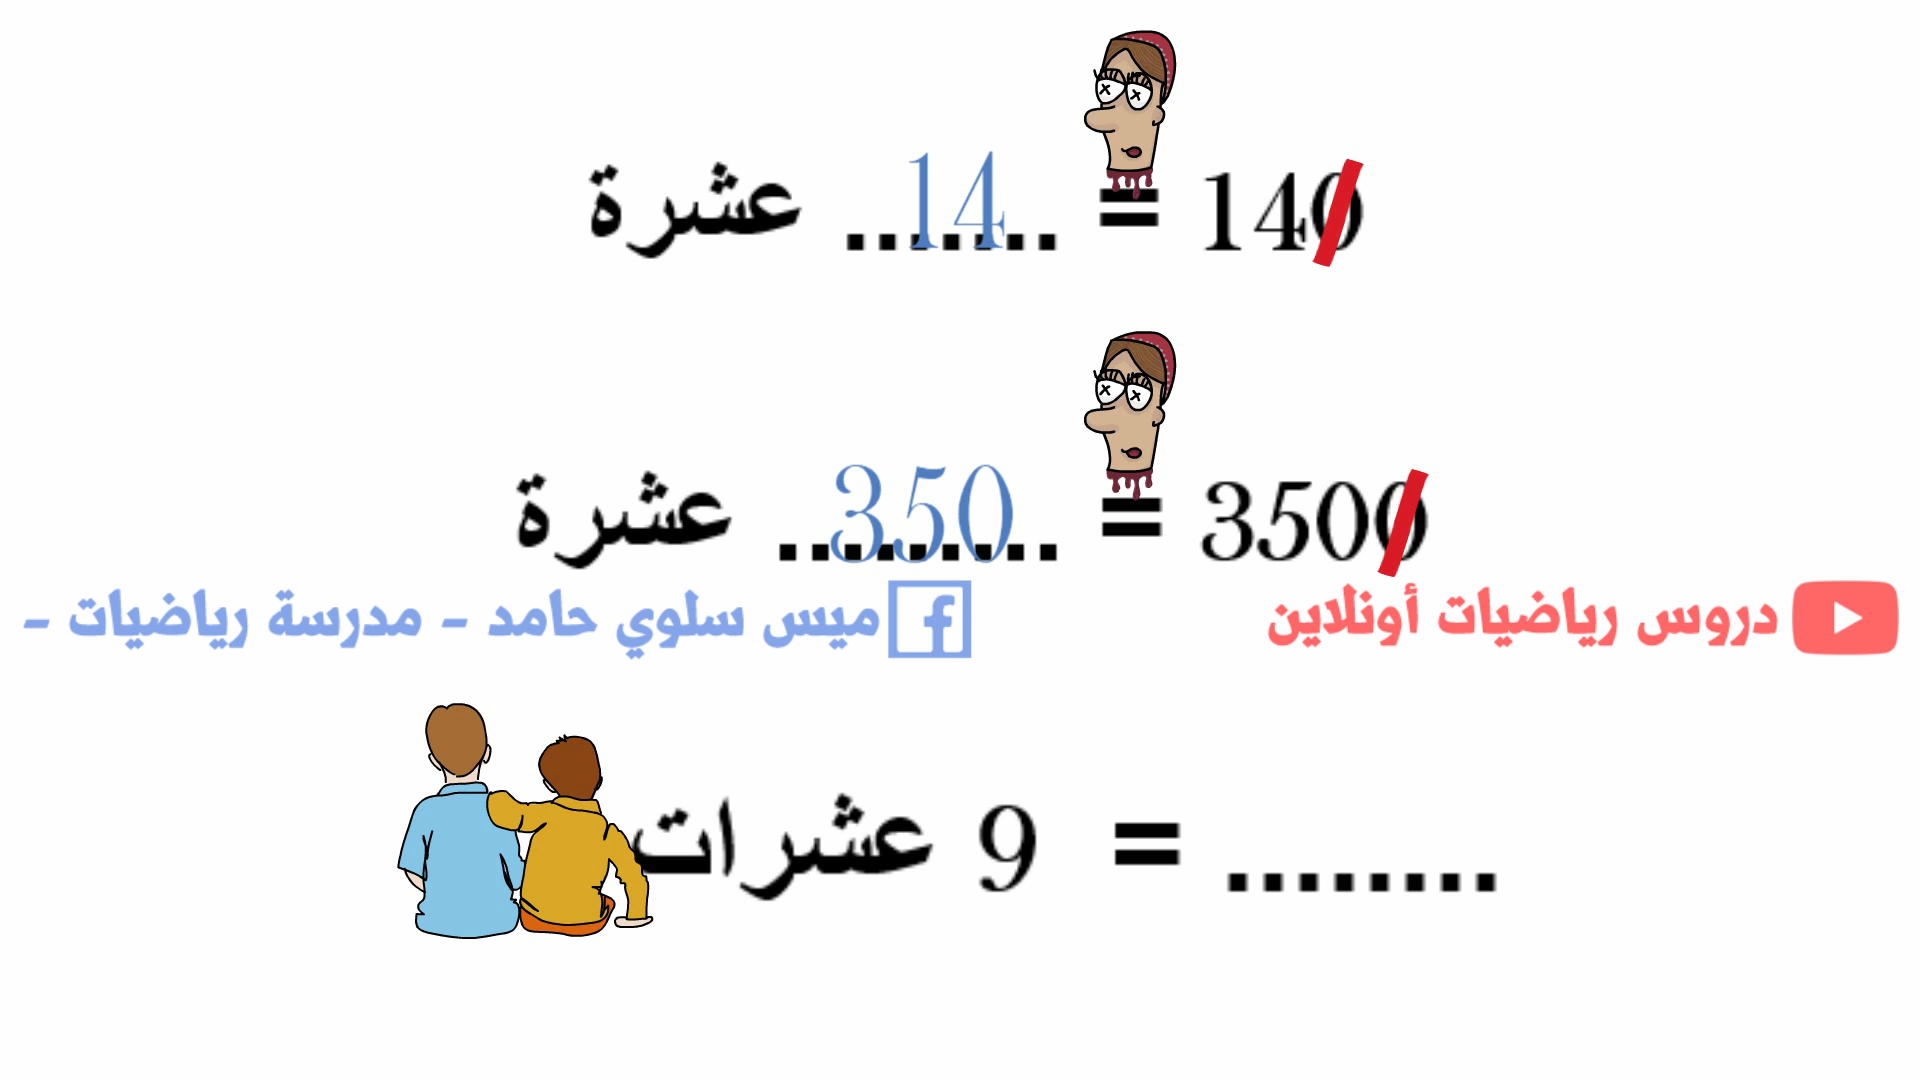 140 = ....14... عشرة
3500 = ....350.... عشرة
دروس رياضيات أونلاين
ميس سلوي حامد - مدرسة رياضيات -
........ = 9 عشرات